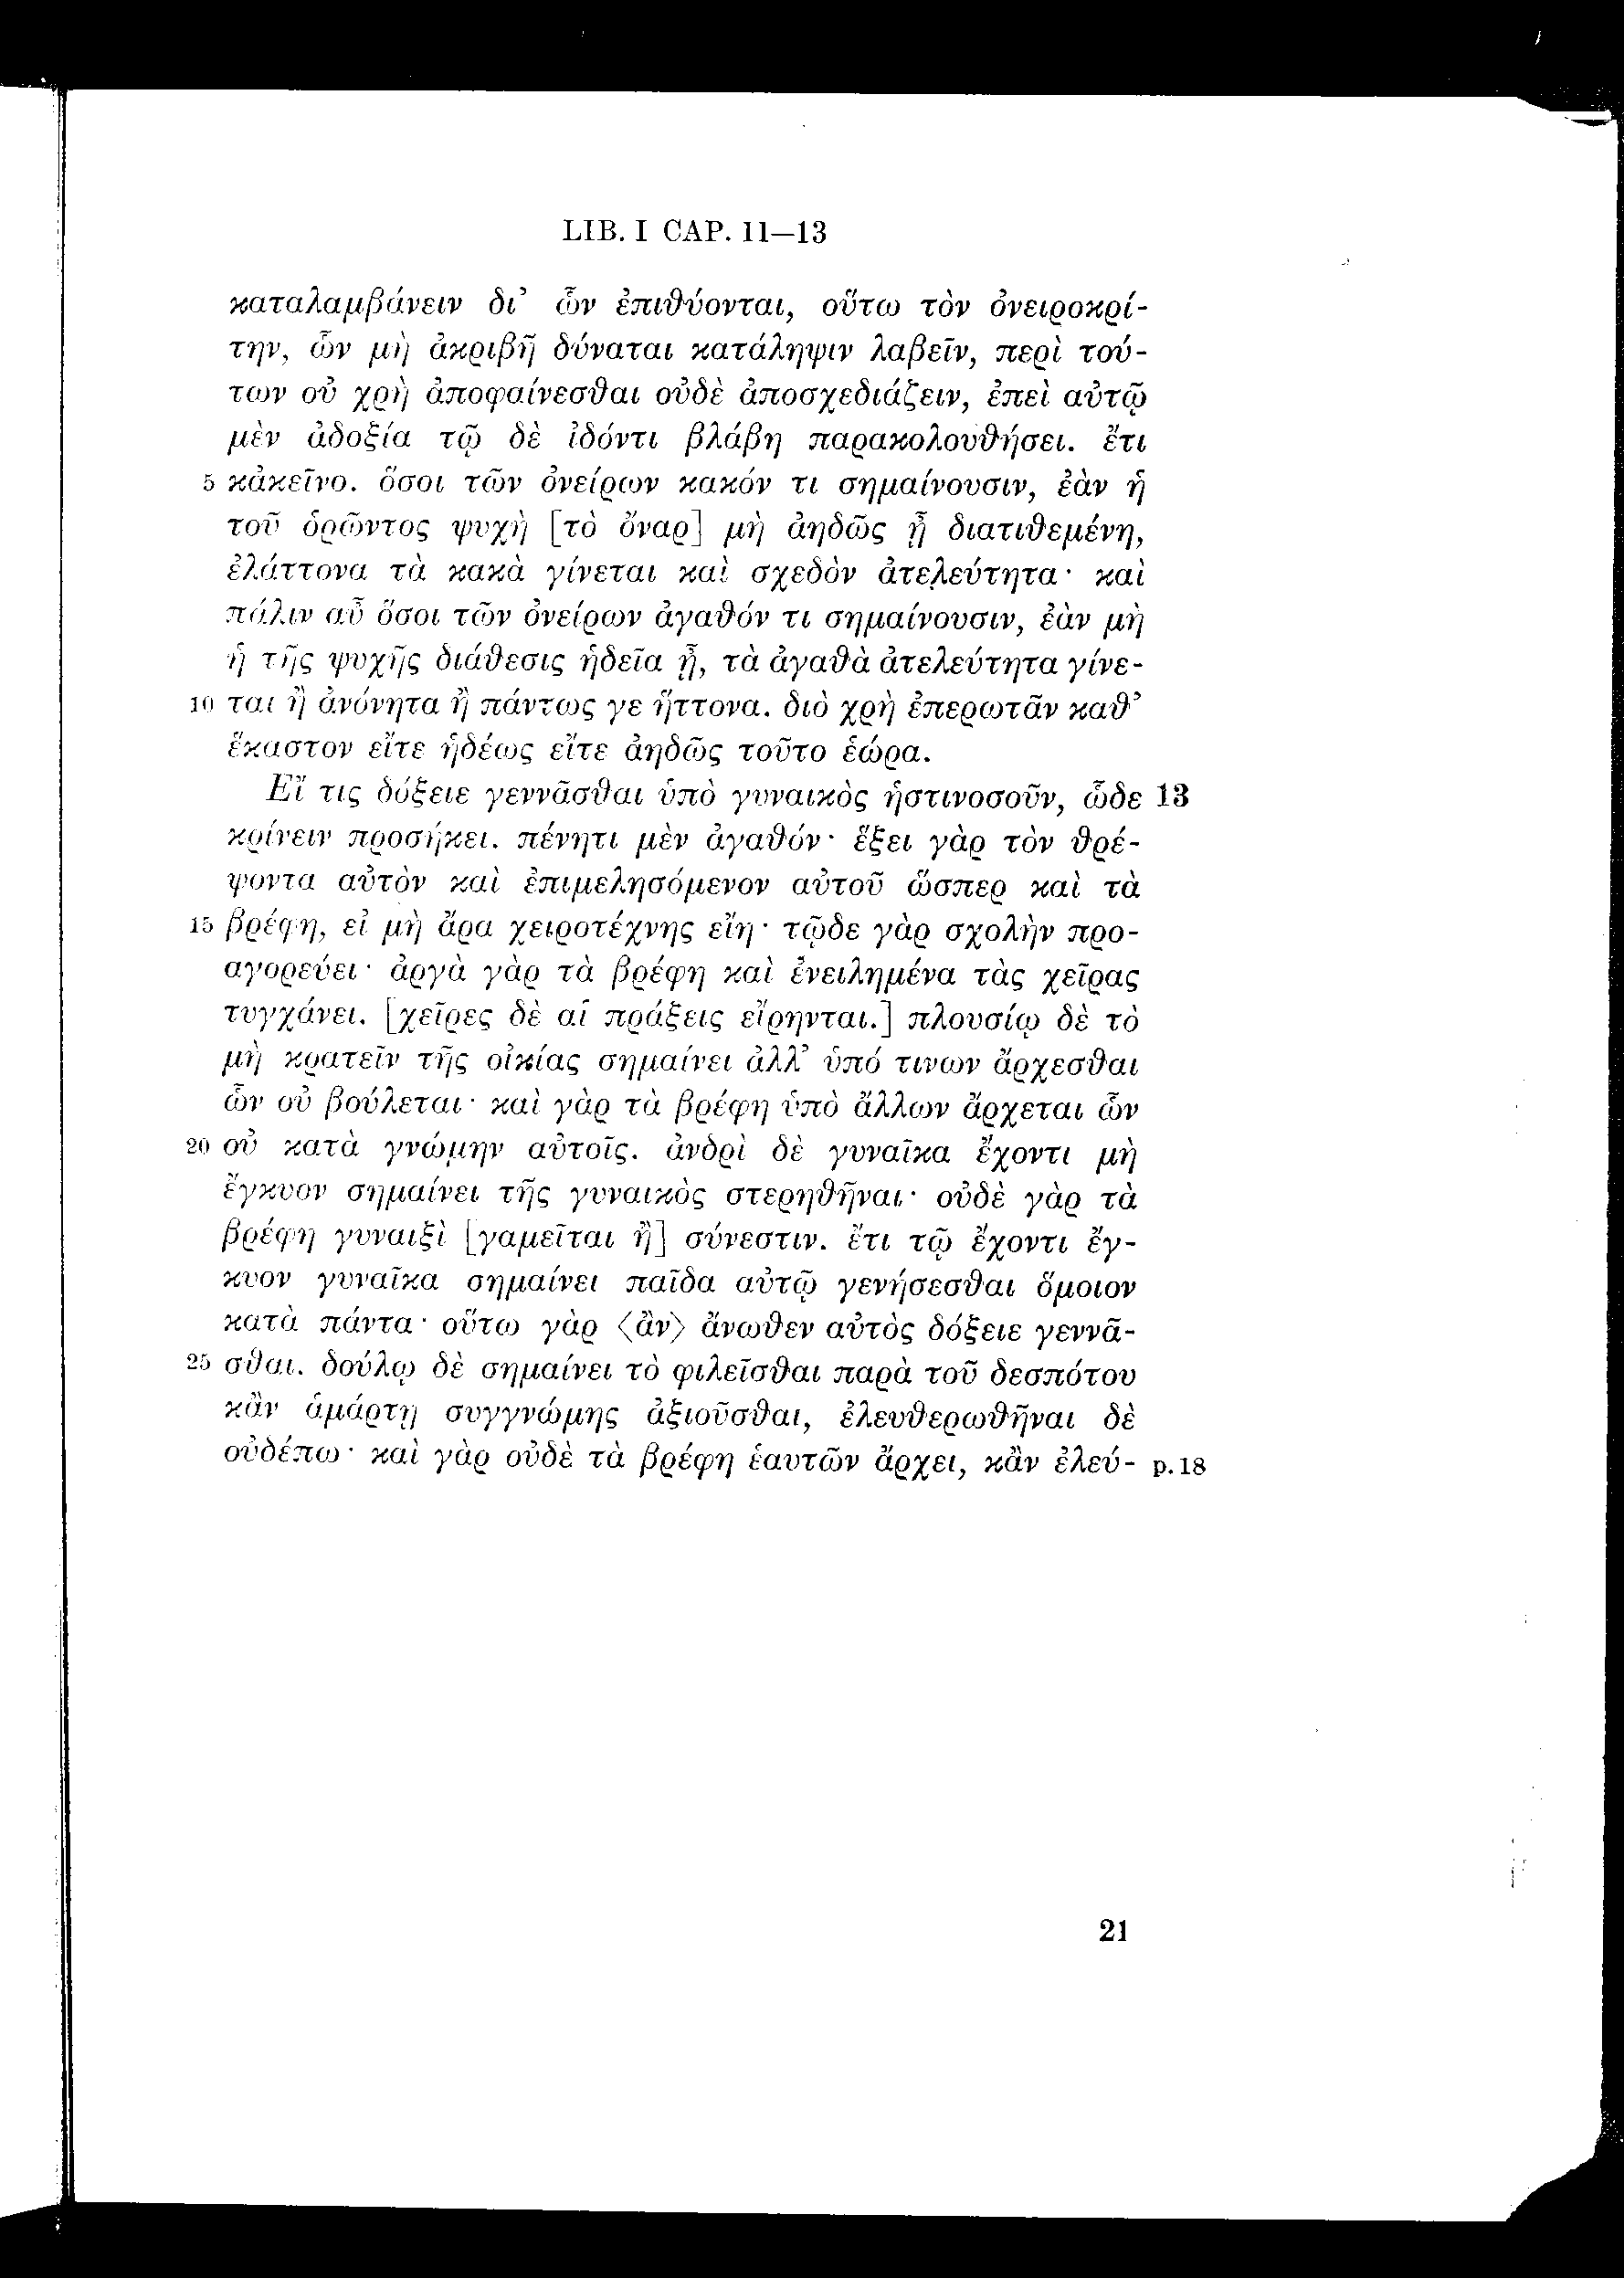 LIB. I CAP. 11—13
καταλαμβάνειν δι’ ὧν ἐπιθύονται, οὕτω τὸν ὀνειροκρί-
την, ὧν μὴ ἀκριβῆ δύναται κατάληψιν λαβεῖν, περὶ τού-
των οὐ χρὴ ἀποφαίνεσθαι οὐδὲ ἀποσχεδιάζειν, ἐπεὶ αὐτῷ
μὲν ἀδοξία τῷ δὲ ἰδόντι βλάβη παρακολουθήσει. ἔτι
5 κἀκεῖνο. ὅσοι τῶν ὀνείρων κακόν τι σημαίνουσιν, ἐὰν ἡ
τοῦ ὁρῶντος ψυχὴ [τὸ ὄναρ] μὴ ἀηδῶς ᾖ διατιθεμένη,
ἐλάττονα τὰ κακὰ γίνεται καὶ σχεδὸν ἀτελεύτητα· καὶ
πάλιν αὖ ὅσοι τῶν ὀνείρων ἀγαθόν τι σημαίνουσιν, ἐὰν μὴ
ἡ τῆς ψυχῆς διάθεσις ἡδεῖα ᾖ, τὰ ἀγαθὰ ἀτελεύτητα γίνε-
10 ται ἢ ἀνόνητα ἢ πάντως γε ἥττονα. διὸ χρὴ ἐπερωτᾶν καθ’
ἕκαστον εἴτε ἡδέως εἴτε ἀηδῶς τοῦτο ἑώρα.
Εἴ τις δόξειε γεννᾶσθαι ὑπὸ γυναικὸς ἡστινοσοῦν, ὧδε 13
κρίνειν προσήκει. πένητι μὲν ἀγαθόν· ἕξει γὰρ τὸν θρέ-
ψοντα αὐτὸν καὶ ἐπιμελησόμενον αὐτοῦ ὥσπερ καὶ τὰ
15 βρέφη, εἰ μὴ ἄρα χειροτέχνης εἴη· τῷδε γὰρ σχολὴν προ-
αγορεύει· ἀργὰ γὰρ τὰ βρέφη καὶ ἐνειλημένα τὰς χεῖρας
τυγχάνει. [χεῖρες δὲ αἱ πράξεις εἴρηνται.] πλουσίῳ δὲ τὸ
μὴ κρατεῖν τῆς οἰκίας σημαίνει ἀλλ’ ὑπό τινων ἄρχεσθαι
ὧν οὐ βούλεται· καὶ γὰρ τὰ βρέφη ὑπὸ ἄλλων ἄρχεται ὧν
20 οὐ κατὰ γνώμην αὐτοῖς. ἀνδρὶ δὲ γυναῖκα ἔχοντι μὴ
ἔγκυον σημαίνει τῆς γυναικὸς στερηθῆναι· οὐδὲ γὰρ τὰ
βρέφη γυναιξὶ [γαμεῖται ἢ] σύνεστιν. ἔτι τῷ ἔχοντι ἔγ-
κυον γυναῖκα σημαίνει παῖδα αὐτῷ γενήσεσθαι ὅμοιον
κατὰ πάντα· οὕτω γὰρ ⟨ἂν⟩ ἄνωθεν αὐτὸς δόξειε γεννᾶ-
25 σθαι. δούλῳ δὲ σημαίνει τὸ φιλεῖσθαι παρὰ τοῦ δεσπότου
κἂν ἁμάρτῃ συγγνώμης ἀξιοῦσθαι, ἐλευθερωθῆναι δὲ
οὐδέπω· καὶ γὰρ οὐδὲ τὰ βρέφη ἑαυτῶν ἄρχει, κἂν ἐλεύ- p. 18
21